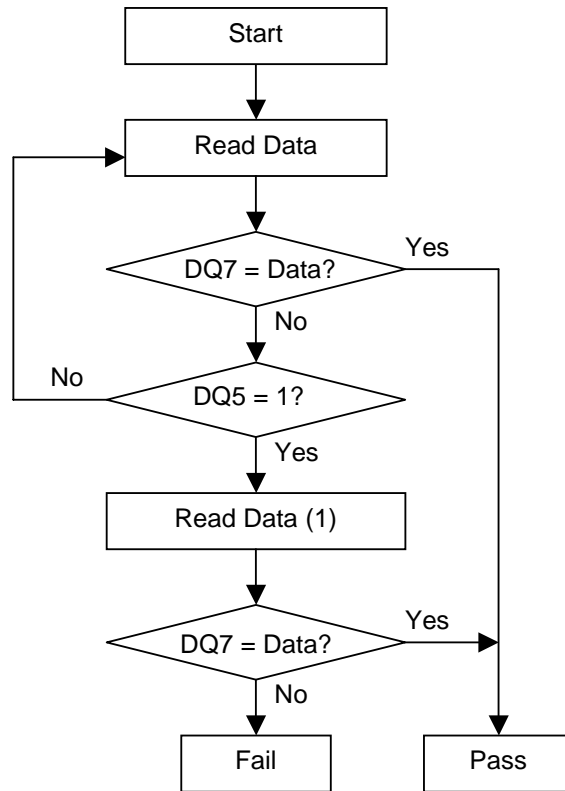 Start
Read Data
DQ7 = Data?
Yes
No
DQ5 = 1?
No
Yes
Read Data (1)
DQ7 = Data?
Yes
No
Fail
Pass